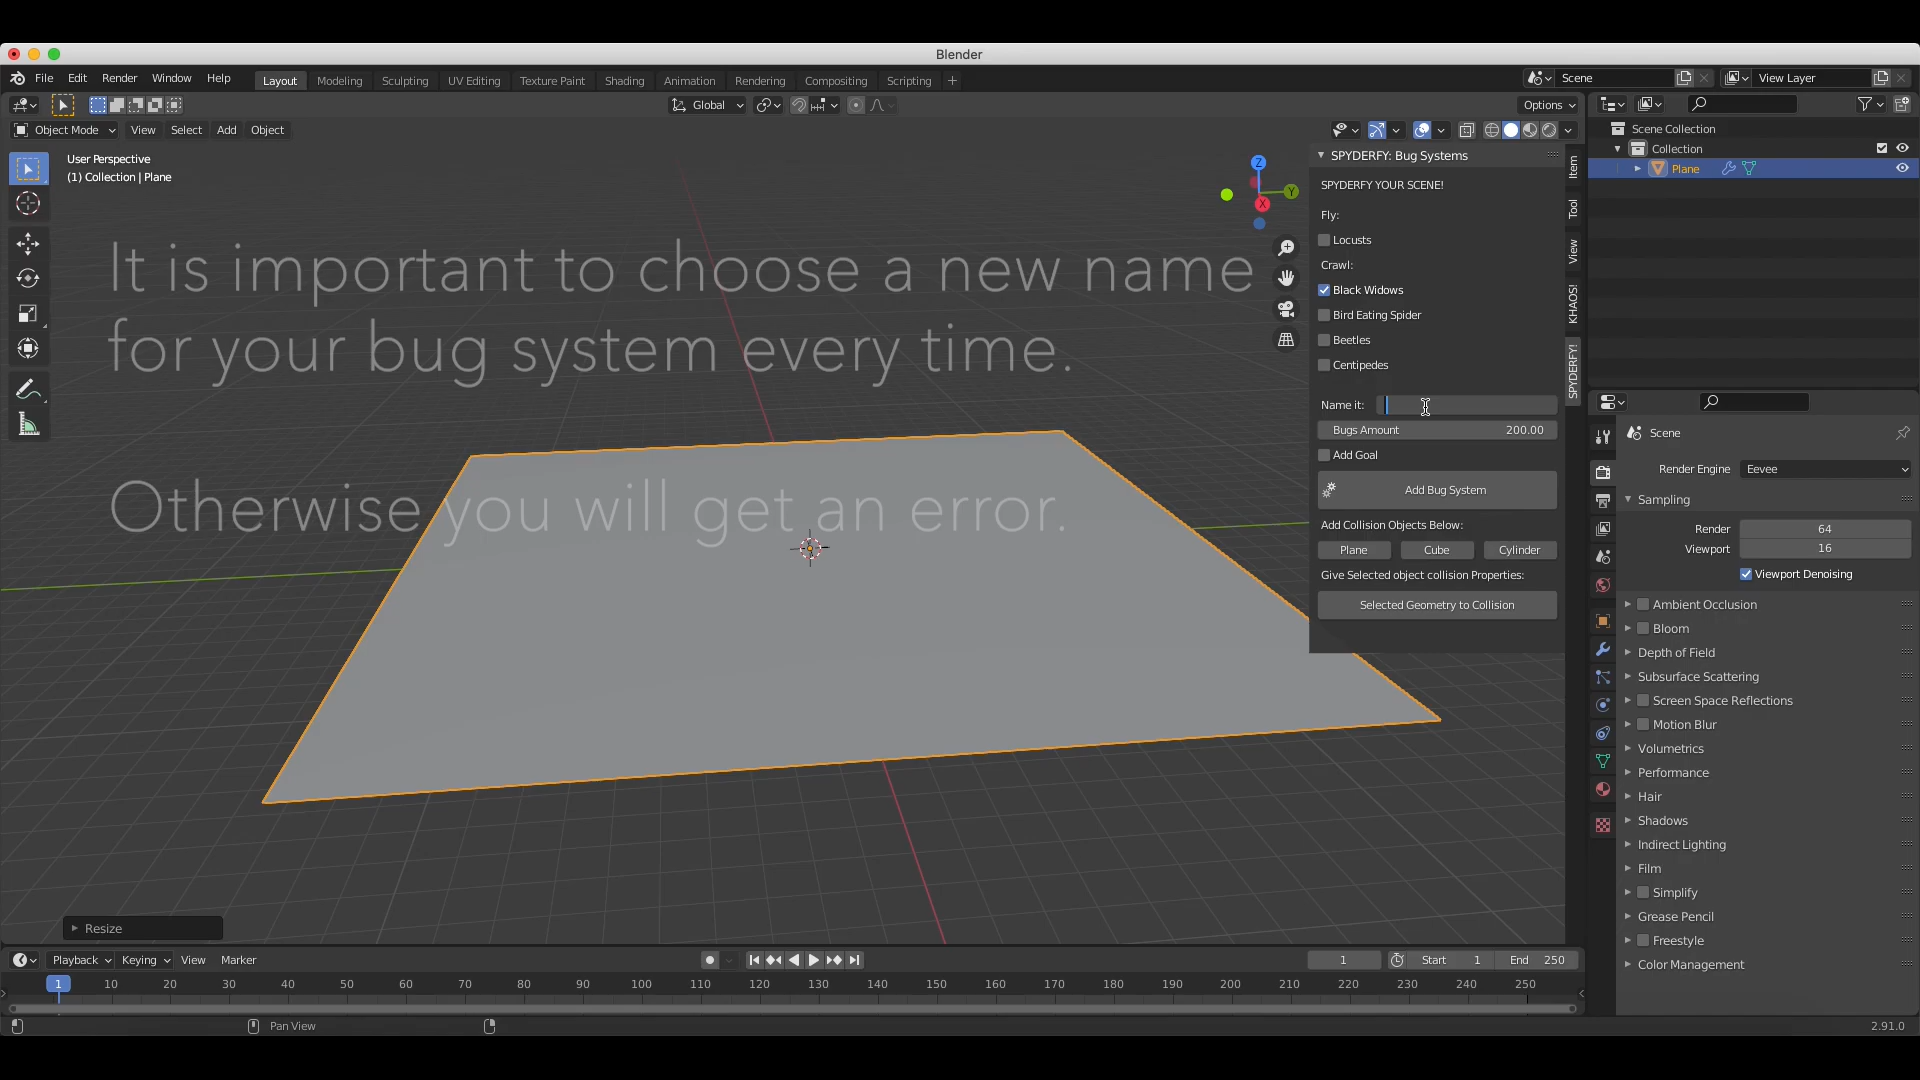 Blender
File Edit Render Window Help
Layout Modeling Sculpting UV Editing Texture Paint Shading Animation Rendering Compositing Scripting +
Scene
View Layer
Global
Options
Object Mode View Select Add Object
User Perspective
(1) Collection | Plane
It is important to choose a new name
for your bug system every time.
Otherwise you will get an error.
Z
Y
X
SPYDERFY: Bug Systems
SPYDERFY YOUR SCENE!
Fly:
Locusts
Crawl:
Black Widows
Bird Eating Spider
Beetles
Centipedes
Name it:
Bugs Amount 200.00
Add Goal
Add Bug System
Add Collision Objects Below:
Plane Cube Cylinder
Give Selected object collision Properties:
Selected Geometry to Collision
Item
Tool
View
KHAOS!
SPYDERFY!
Scene Collection
Collection
Plane
Scene
Render Engine Eevee
Sampling
Render 64
Viewport 16
Viewport Denoising
Ambient Occlusion
Bloom
Depth of Field
Subsurface Scattering
Screen Space Reflections
Motion Blur
Volumetrics
Performance
Hair
Shadows
Indirect Lighting
Film
Simplify
Grease Pencil
Freestyle
Color Management
Resize
Playback Keying View Marker
1 Start 1 End 250
1 10 20 30 40 50 60 70 80 90 100 110 120 130 140 150 160 170 180 190 200 210 220 230 240 250
Pan View
2.91.0